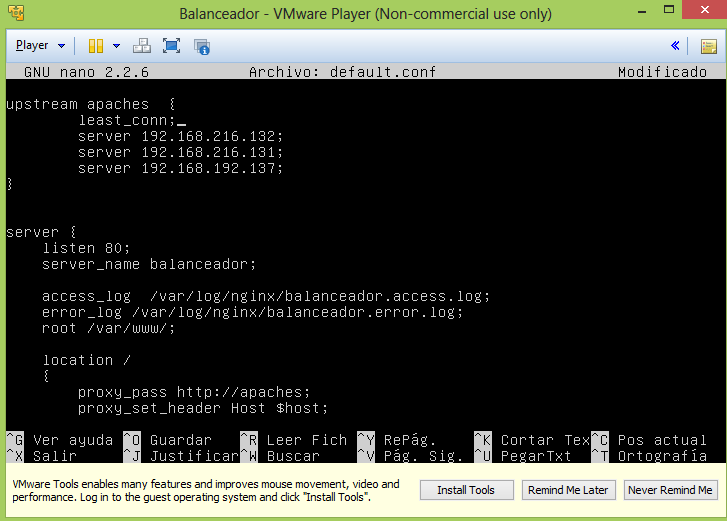 Balanceador - VMware Player (Non-commercial use only)
Player
GNU nano 2.2.6 Archivo: default.conf Modificado
upstream apaches {
least_conn;_
server 192.168.216.132;
server 192.168.216.131;
server 192.168.192.137;
}
server {
listen 80;
server_name balanceador;
access_log /var/log/nginx/balanceador.access.log;
error_log /var/log/nginx/balanceador.error.log;
root /var/www/;
location /
{
proxy_pass http://apaches;
proxy_set_header Host $host;
^G Ver ayuda ^O Guardar ^R Leer Fich ^Y RePág. ^K Cortar Tex ^C Pos actual
^X Salir ^J Justificar ^W Buscar ^V Pág. Sig. ^U PegarTxt ^T Ortografía
VMware Tools enables many features and improves mouse movement, video and
performance. Log in to the guest operating system and click "Install Tools".
Install Tools
Remind Me Later
Never Remind Me